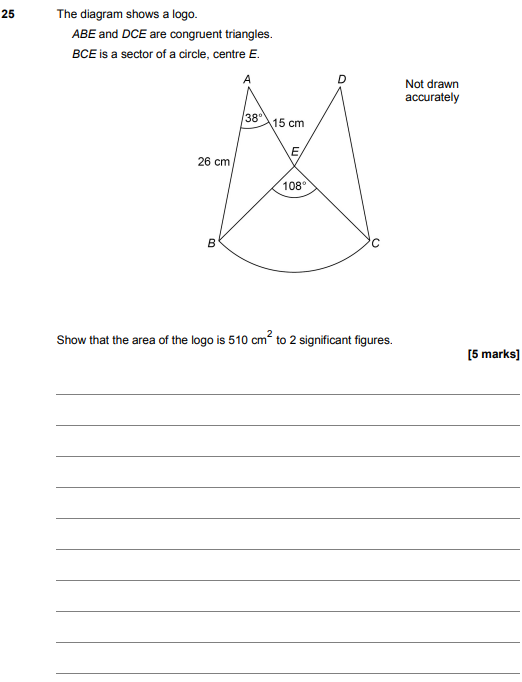 25 The diagram shows a logo.
ABE and DCE are congruent triangles.
BCE is a sector of a circle, centre E.
A
D
Not drawn
accurately
38°
15 cm
E
26 cm
108°
B
C
Show that the area of the logo is 510 cm² to 2 significant figures.
[5 marks]